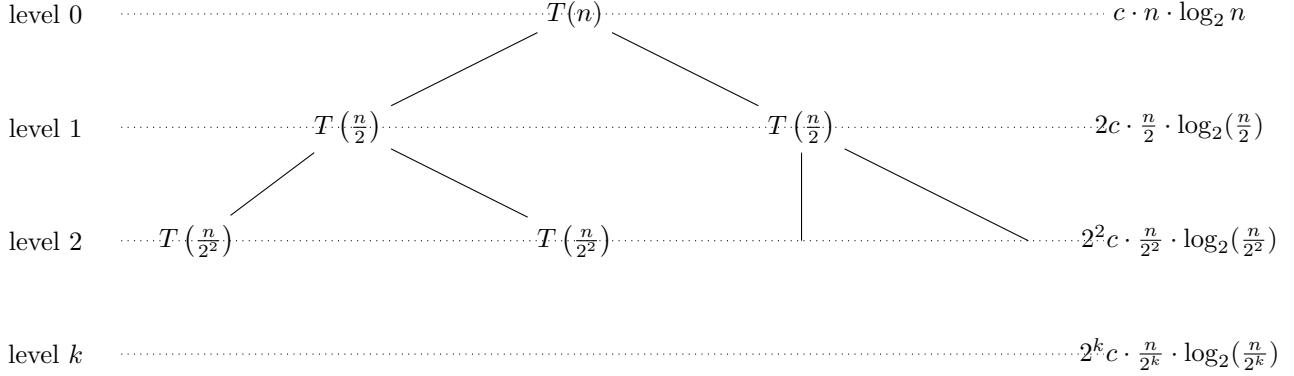 level 0 T(n) c · n · log₂ n
level 1 T(n/2) T(n/2) 2c · n/2 · log₂(n/2)
level 2 T(n/2²) T(n/2²) 2²c · n/2² · log₂(n/2²)
level k 2ᵏc · n/2ᵏ · log₂(n/2ᵏ)